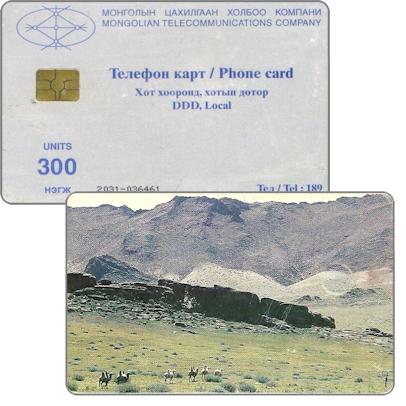 МОНГОЛЫН ЦАХИЛГААН ХОЛБОО КОМПАНИ
MONGOLIAN TELECOMMUNICATIONS COMPANY
Телефон карт / Phone card
Хот хооронд, хотын дотор
DDD, Local
UNITS
300
НЭГЖ
2031-036461
Тел / Tel : 189